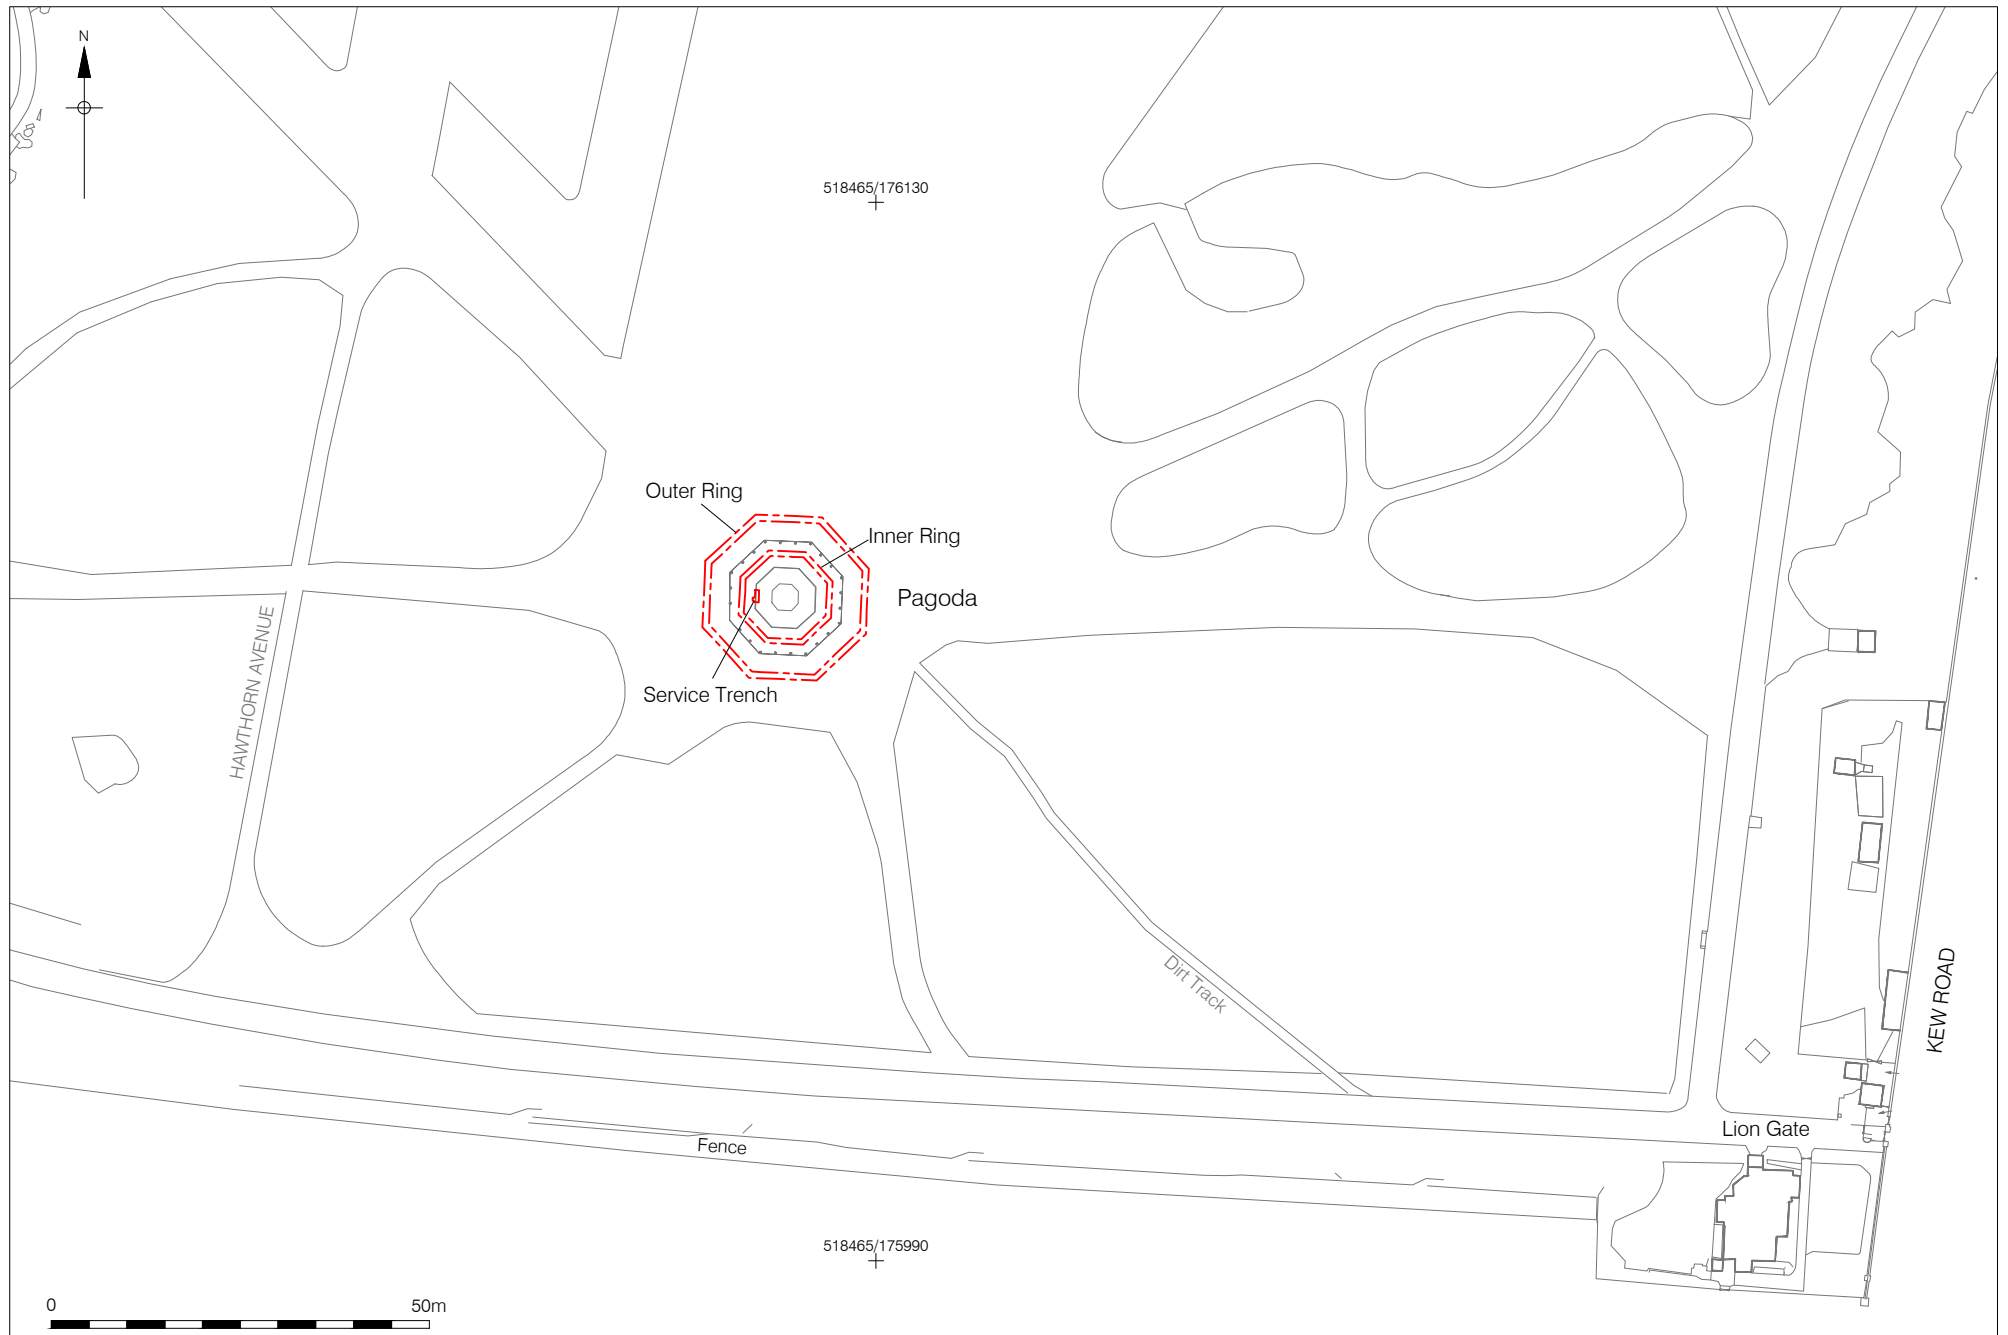 N
518465/176130
Outer Ring
Inner Ring
Pagoda
HAWTHORN AVENUE
Service Trench
Dirt Track
KEW ROAD
Lion Gate
Fence
518465/175990
0 50m